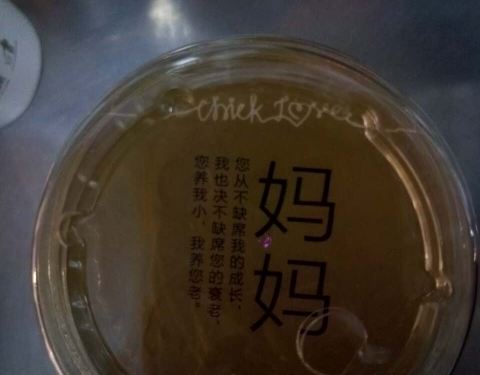 Chick Love
妈妈
您从不缺席我的成长，
我也决不缺席您的衰老，
您养我小，我养您老。